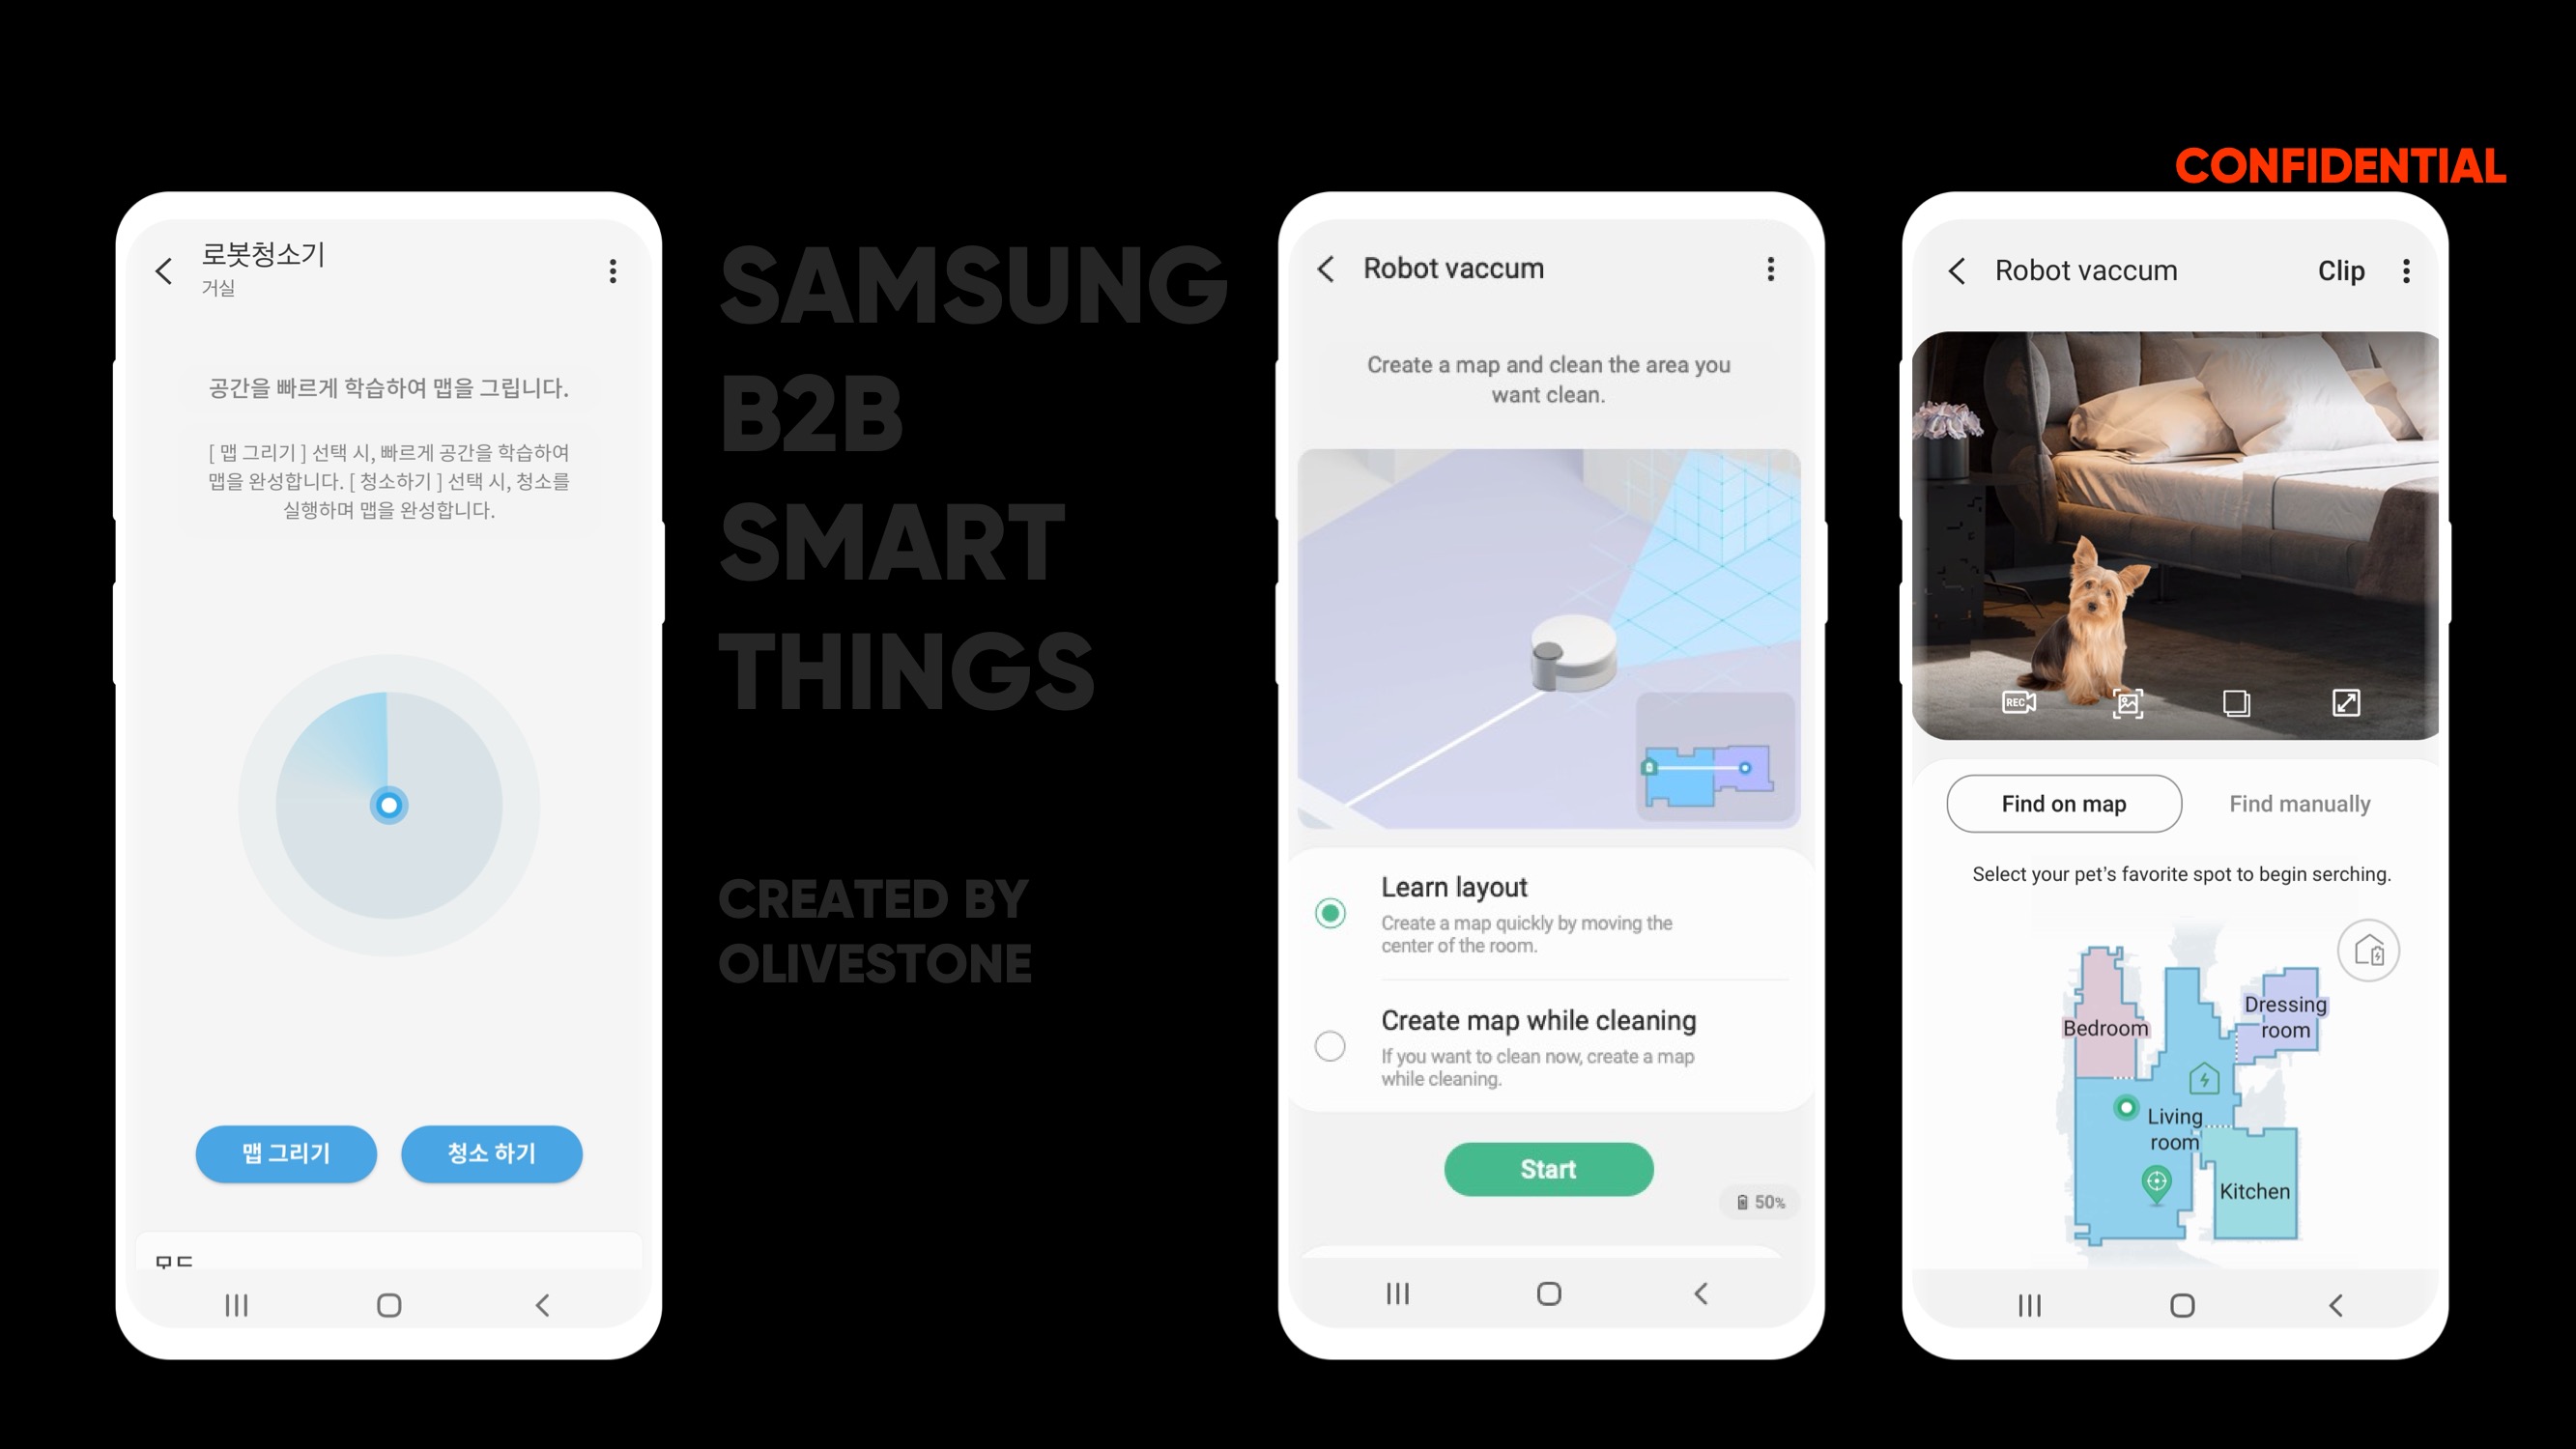 CONFIDENTIAL
로봇청소기
거실
공간을 빠르게 학습하여 맵을 그립니다.
[ 맵 그리기 ] 선택 시, 빠르게 공간을 학습하여
맵을 완성합니다. [ 청소하기 ] 선택 시, 청소를
실행하며 맵을 완성합니다.
맵 그리기
청소 하기
SAMSUNG
B2B
SMART
THINGS
CREATED BY
OLIVESTONE
Robot vaccum
Create a map and clean the area you
want clean.
Learn layout
Create a map quickly by moving the
center of the room.
Create map while cleaning
If you want to clean now, create a map
while cleaning.
Start
50%
Robot vaccum
Clip
REC
Find on map
Find manually
Select your pet's favorite spot to begin serching.
Dressing
room
Bedroom
Living
room
Kitchen